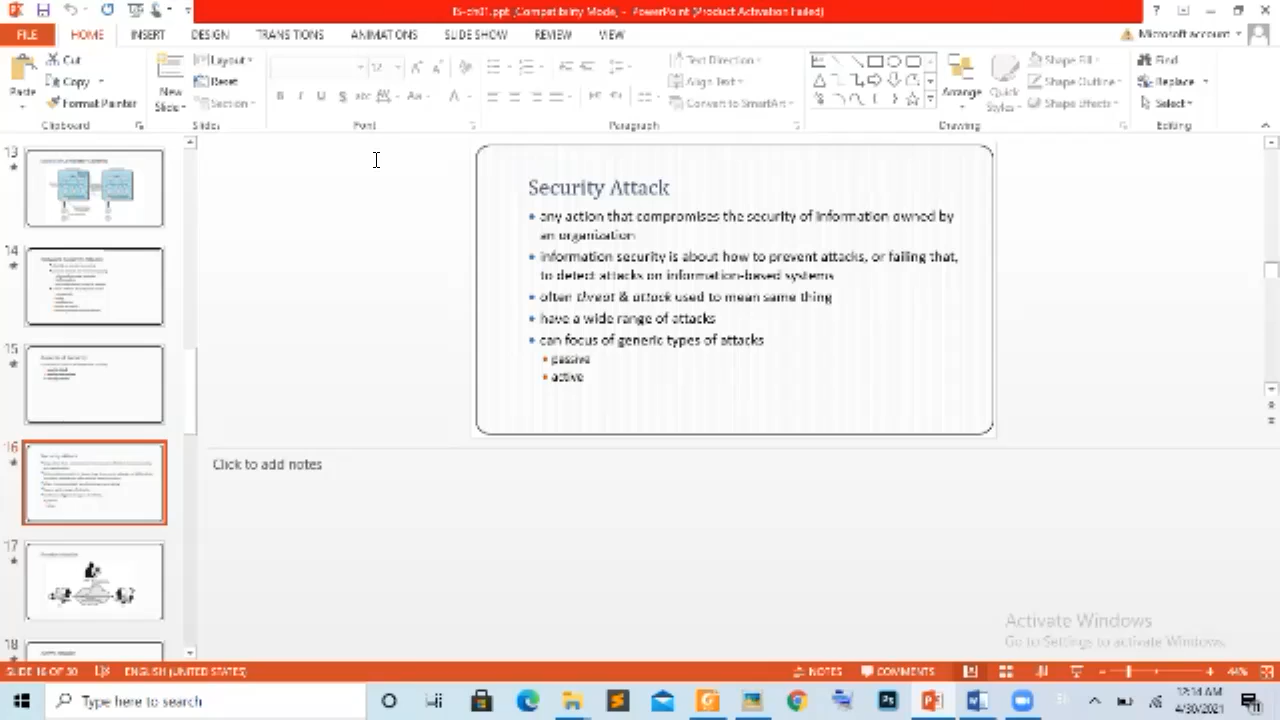 IS-ch01.ppt [Compatibility Mode] - PowerPoint (Product Activation Failed)
FILE
HOME
INSERT
DESIGN
TRANSITIONS
ANIMATIONS
SLIDE SHOW
REVIEW
VIEW
Microsoft account
Paste
Cut
Copy
Format Painter
Clipboard
New
Slide
Layout
Reset
Section
Slides
Font
Text Direction
Align Text
Convert to SmartArt
Paragraph
Arrange
Quick
Styles
Shape Fill
Shape Outline
Shape Effects
Drawing
Find
Replace
Select
Editing
13
14
15
16
17
18
Security Attack
• any action that compromises the security of information owned by
an organization
• information security is about how to prevent attacks, or failing that,
to detect attacks on information-based systems
• often threat & attack used to mean same thing
• have a wide range of attacks
• can focus of generic types of attacks
• passive
• active
Click to add notes
Activate Windows
Go to Settings to activate Windows.
SLIDE 16 OF 30
ENGLISH (UNITED STATES)
NOTES
COMMENTS
44%
Type here to search
12:14 AM
4/30/2021